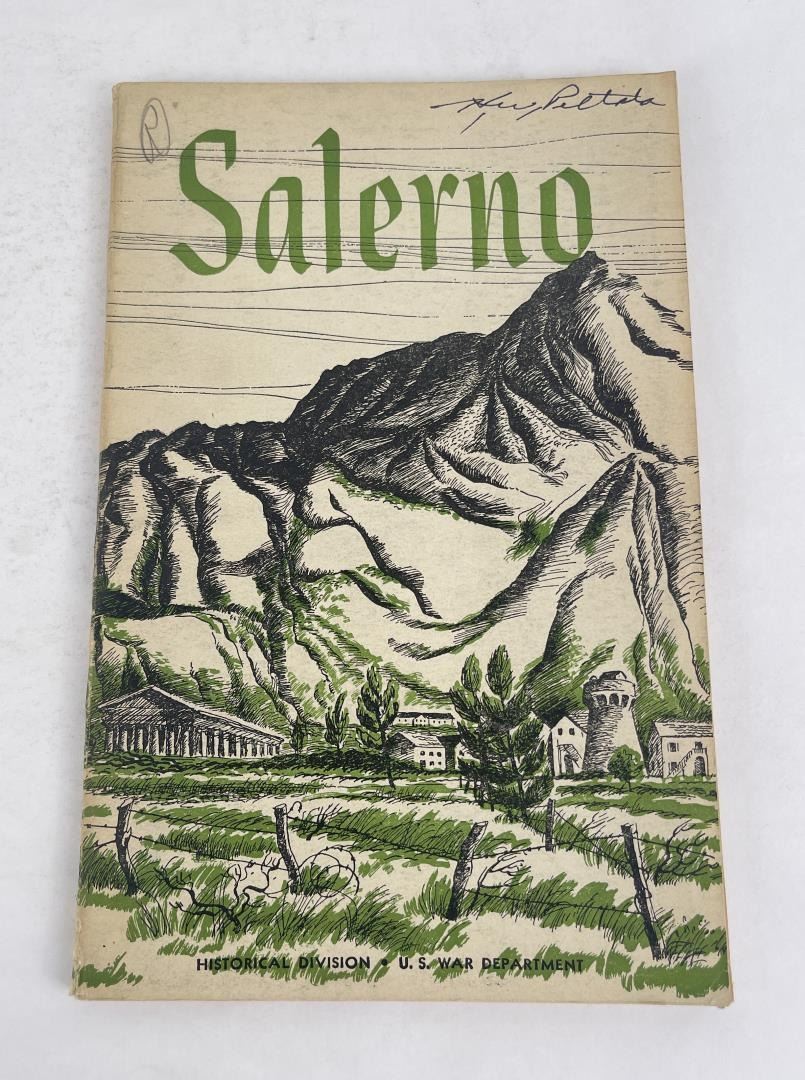 Salerno
HISTORICAL DIVISION • U. S. WAR DEPARTMENT